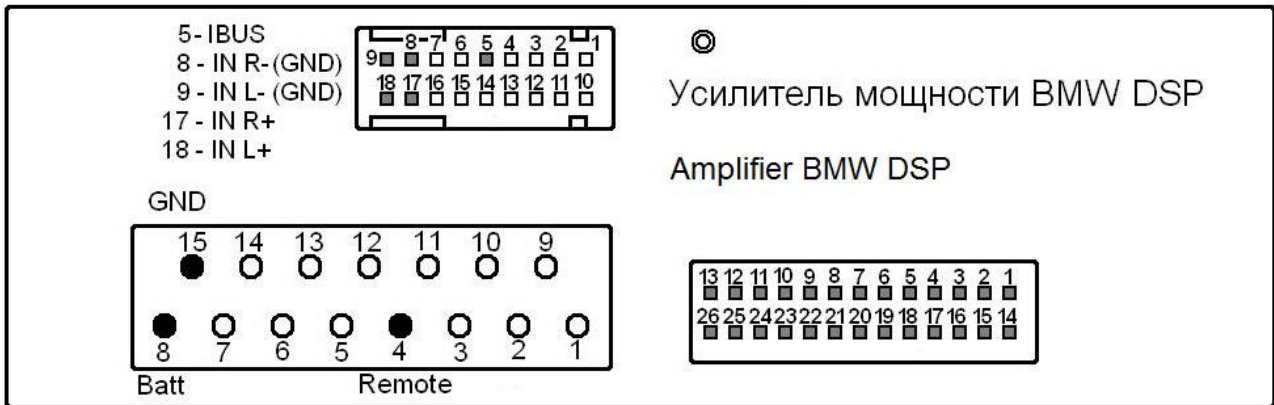 5- IBUS
8 - IN R- (GND)
9 - IN L- (GND)
17 - IN R+
18 - IN L+
8 7 6 5 4 3 2 1
9
18 17 16 15 14 13 12 11 10
Усилитель мощности BMW DSP
Amplifier BMW DSP
GND
15 14 13 12 11 10 9
8 7 6 5 4 3 2 1
Batt Remote
13 12 11 10 9 8 7 6 5 4 3 2 1
26 25 24 23 22 21 20 19 18 17 16 15 14